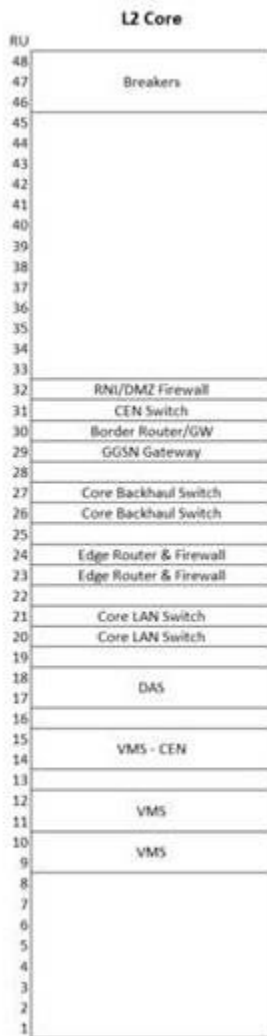 L2 Core
RU
48
47 Breakers
46
45
44
43
42
41
40
39
38
37
36
35
34
33
32 RNI/DMZ Firewall
31 CEN Switch
30 Border Router/GW
29 GGSN Gateway
28
27 Core Backhaul Switch
26 Core Backhaul Switch
25
24 Edge Router & Firewall
23 Edge Router & Firewall
22
21 Core LAN Switch
20 Core LAN Switch
19
18
DAS
17
16
15
VMS - CEN
14
13
12
VMS
11
10
VMS
9
8
7
6
5
4
3
2
1